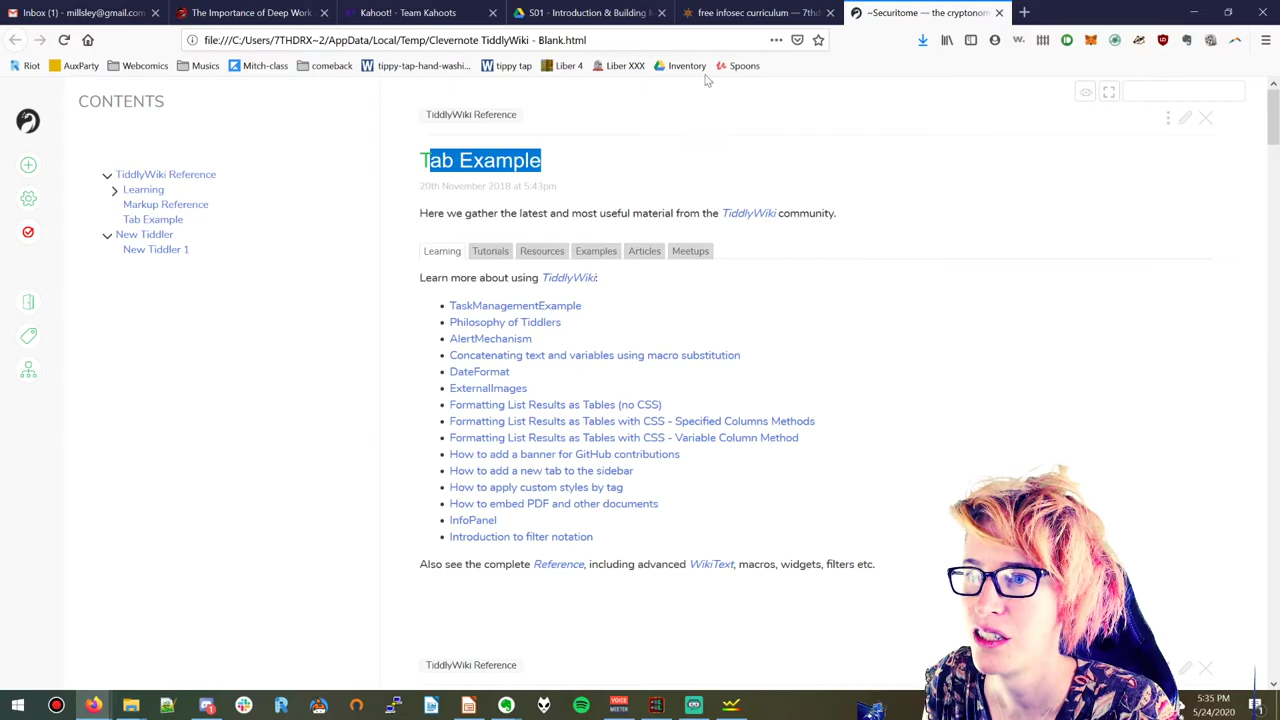 Inbox (1) - millsley@gmail.com
The Importance of Deep Work
Kahoot! - Team Kahoots
S01 - Introduction & Building M
free infosec curriculum — 7thd
~Securitome — the cryptonom
file:///C:/Users/7THDRX~2/AppData/Local/Temp/Clevernote TiddlyWiki - Blank.html
Riot
AuxParty
Webcomics
Musics
Mitch-class
comeback
tippy-tap-hand-washi...
tippy tap
Liber 4
Liber XXX
Inventory
Spoons
CONTENTS
TiddlyWiki Reference
Learning
Markup Reference
Tab Example
New Tiddler
New Tiddler 1
TiddlyWiki Reference
Tab Example
20th November 2018 at 5:43pm
Here we gather the latest and most useful material from the TiddlyWiki community.
Learning Tutorials Resources Examples Articles Meetups
Learn more about using TiddlyWiki:
TaskManagementExample
Philosophy of Tiddlers
AlertMechanism
Concatenating text and variables using macro substitution
DateFormat
ExternalImages
Formatting List Results as Tables (no CSS)
Formatting List Results as Tables with CSS - Specified Columns Methods
Formatting List Results as Tables with CSS - Variable Column Method
How to add a banner for GitHub contributions
How to add a new tab to the sidebar
How to apply custom styles by tag
How to embed PDF and other documents
InfoPanel
Introduction to filter notation
Also see the complete Reference, including advanced WikiText, macros, widgets, filters etc.
TiddlyWiki Reference
VOICE
MEETER
5:35 PM
5/24/2020